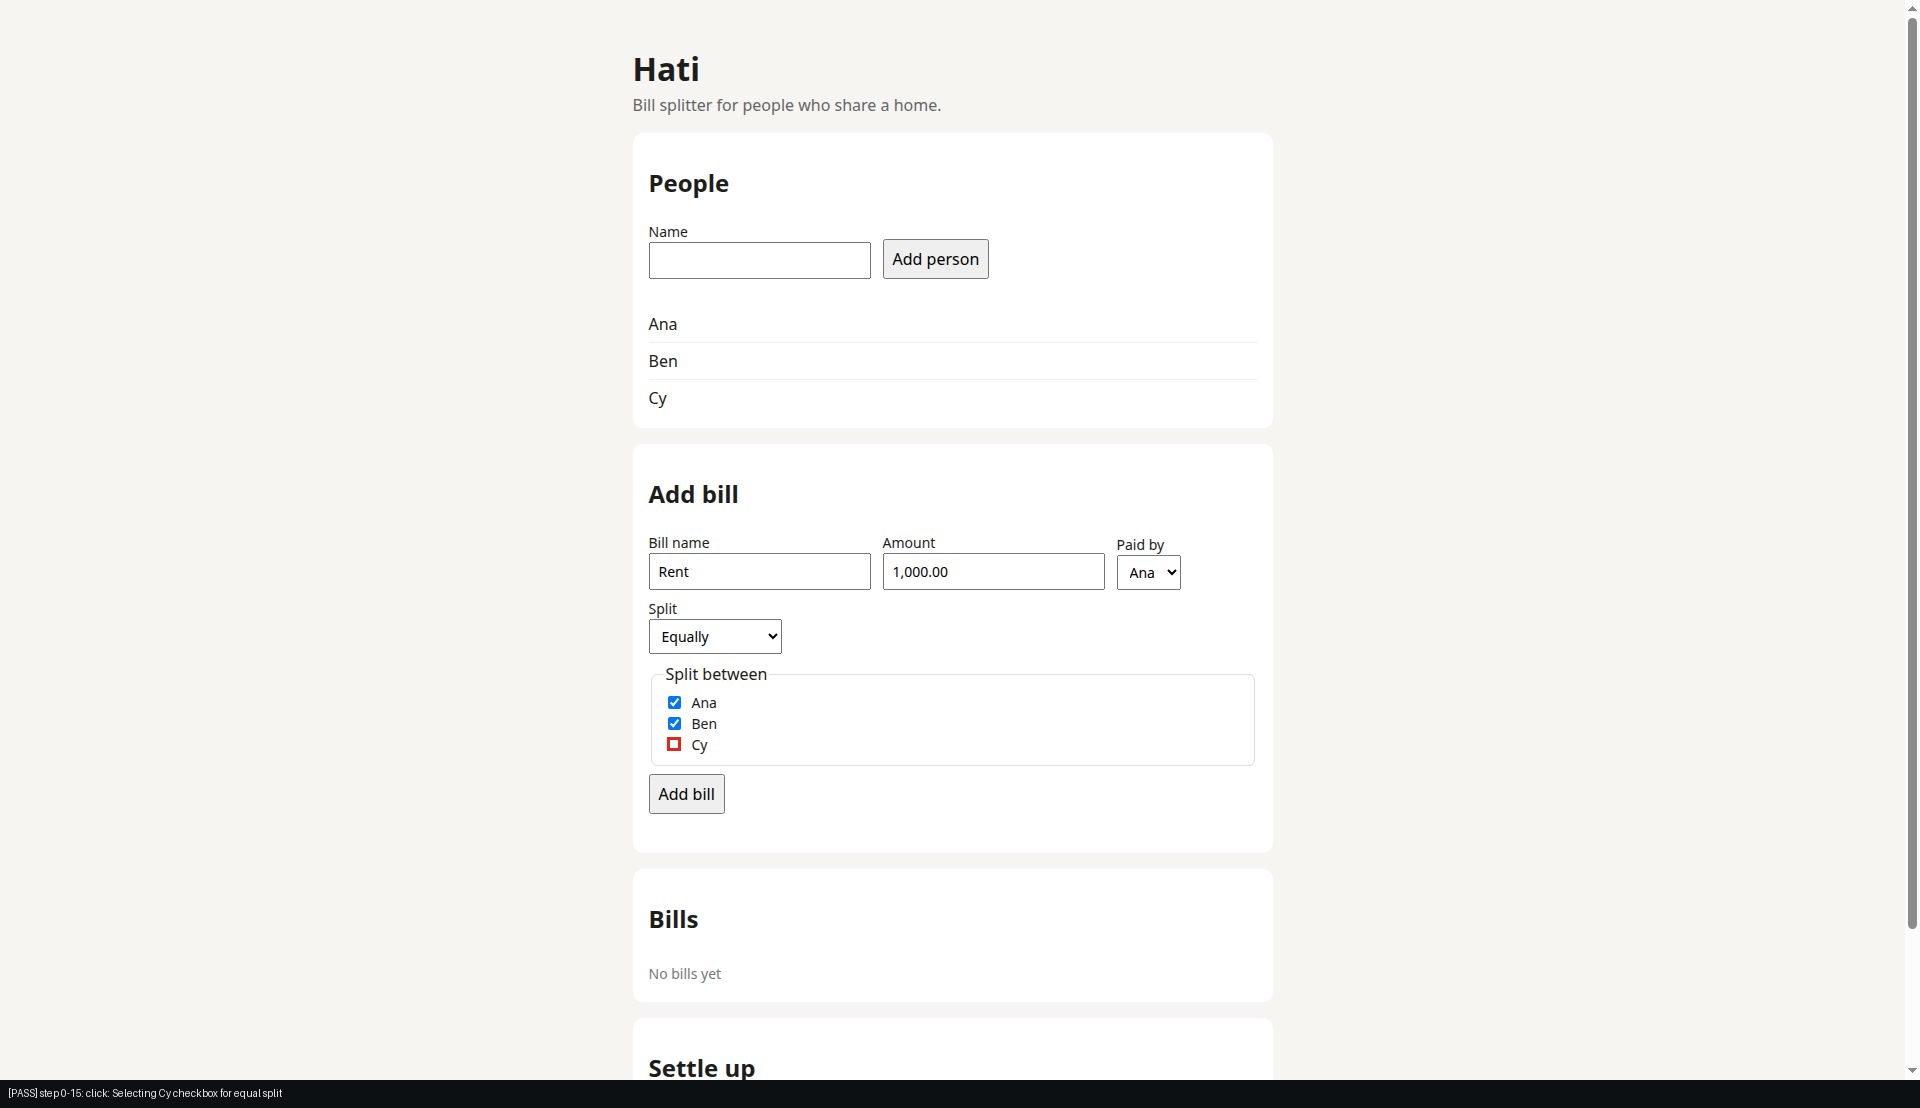 Hati
Bill splitter for people who share a home.
People
Name
Add person
Ana
Ben
Cy
Add bill
Bill name
Amount
Paid by
Rent
1,000.00
Ana
Split
Equally
Split between
Ana
Ben
Cy
Add bill
Bills
No bills yet
Settle up
[PASS] step 0-15: click: Selecting Cy checkbox for equal split